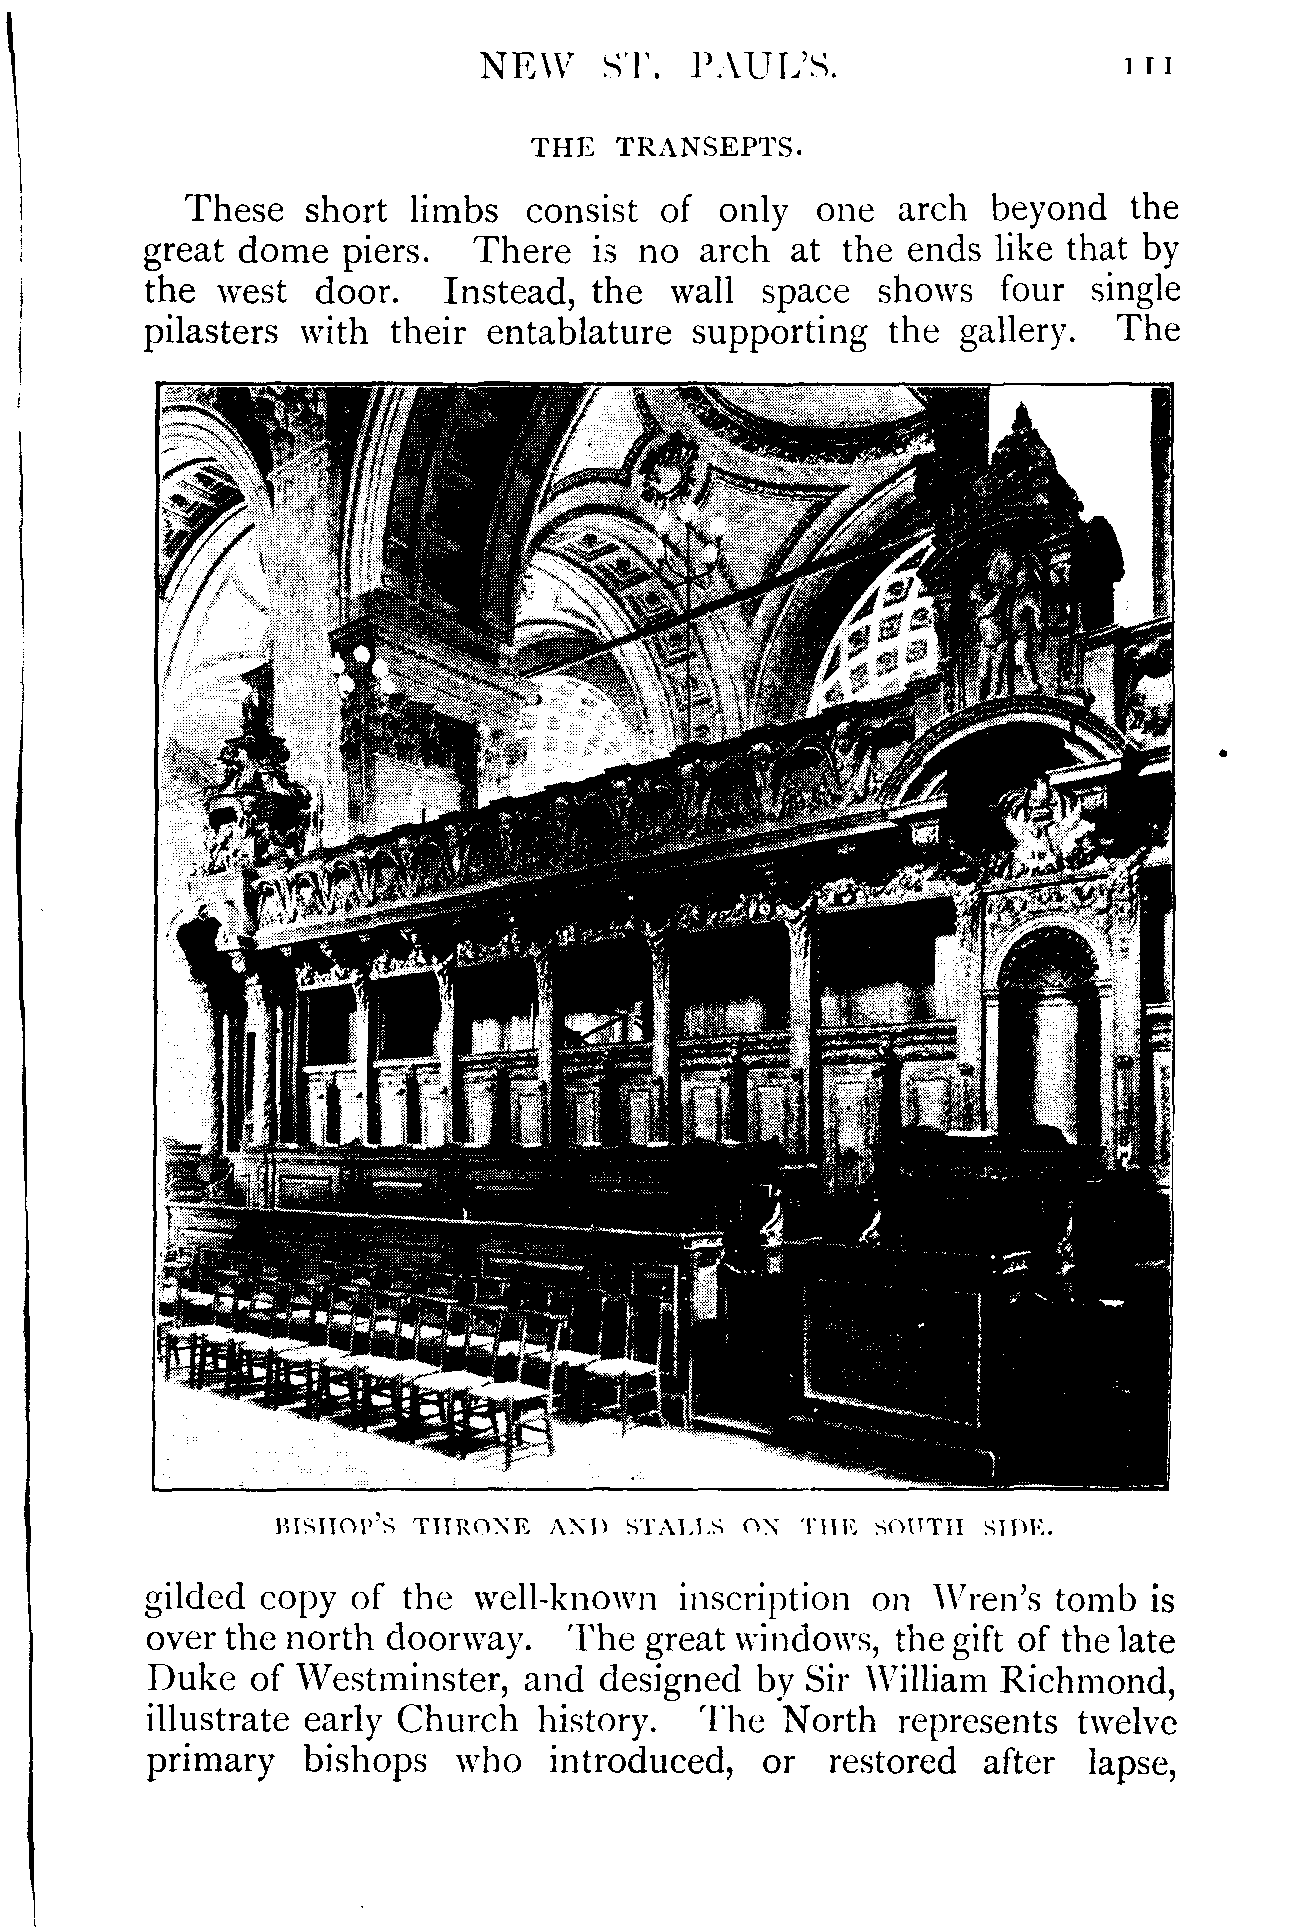 NEW ST. PAUL'S. 111
THE TRANSEPTS.
These short limbs consist of only one arch beyond the
great dome piers. There is no arch at the ends like that by
the west door. Instead, the wall space shows four single
pilasters with their entablature supporting the gallery. The
BISHOP'S THRONE AND STALLS ON THE SOUTH SIDE.
gilded copy of the well-known inscription on Wren's tomb is
over the north doorway. The great windows, the gift of the late
Duke of Westminster, and designed by Sir William Richmond,
illustrate early Church history. The North represents twelve
primary bishops who introduced, or restored after lapse,